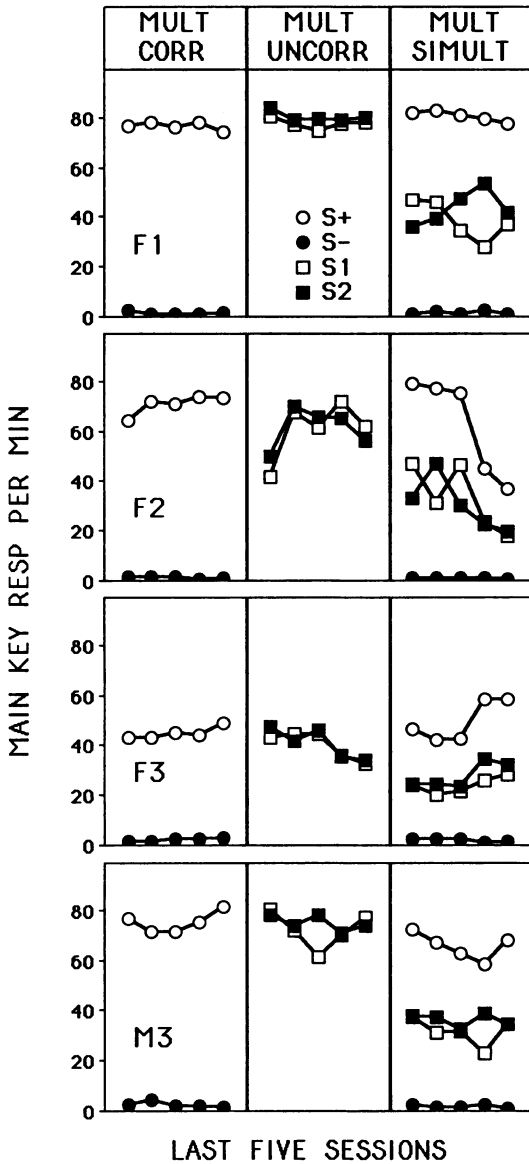 MULT CORR
MULT UNCORR
MULT SIMULT
80
60
40
20
0
F1
S+
S-
S1
S2
80
60
40
20
0
F2
80
60
40
20
0
F3
80
60
40
20
0
M3
MAIN KEY RESP PER MIN
LAST FIVE SESSIONS